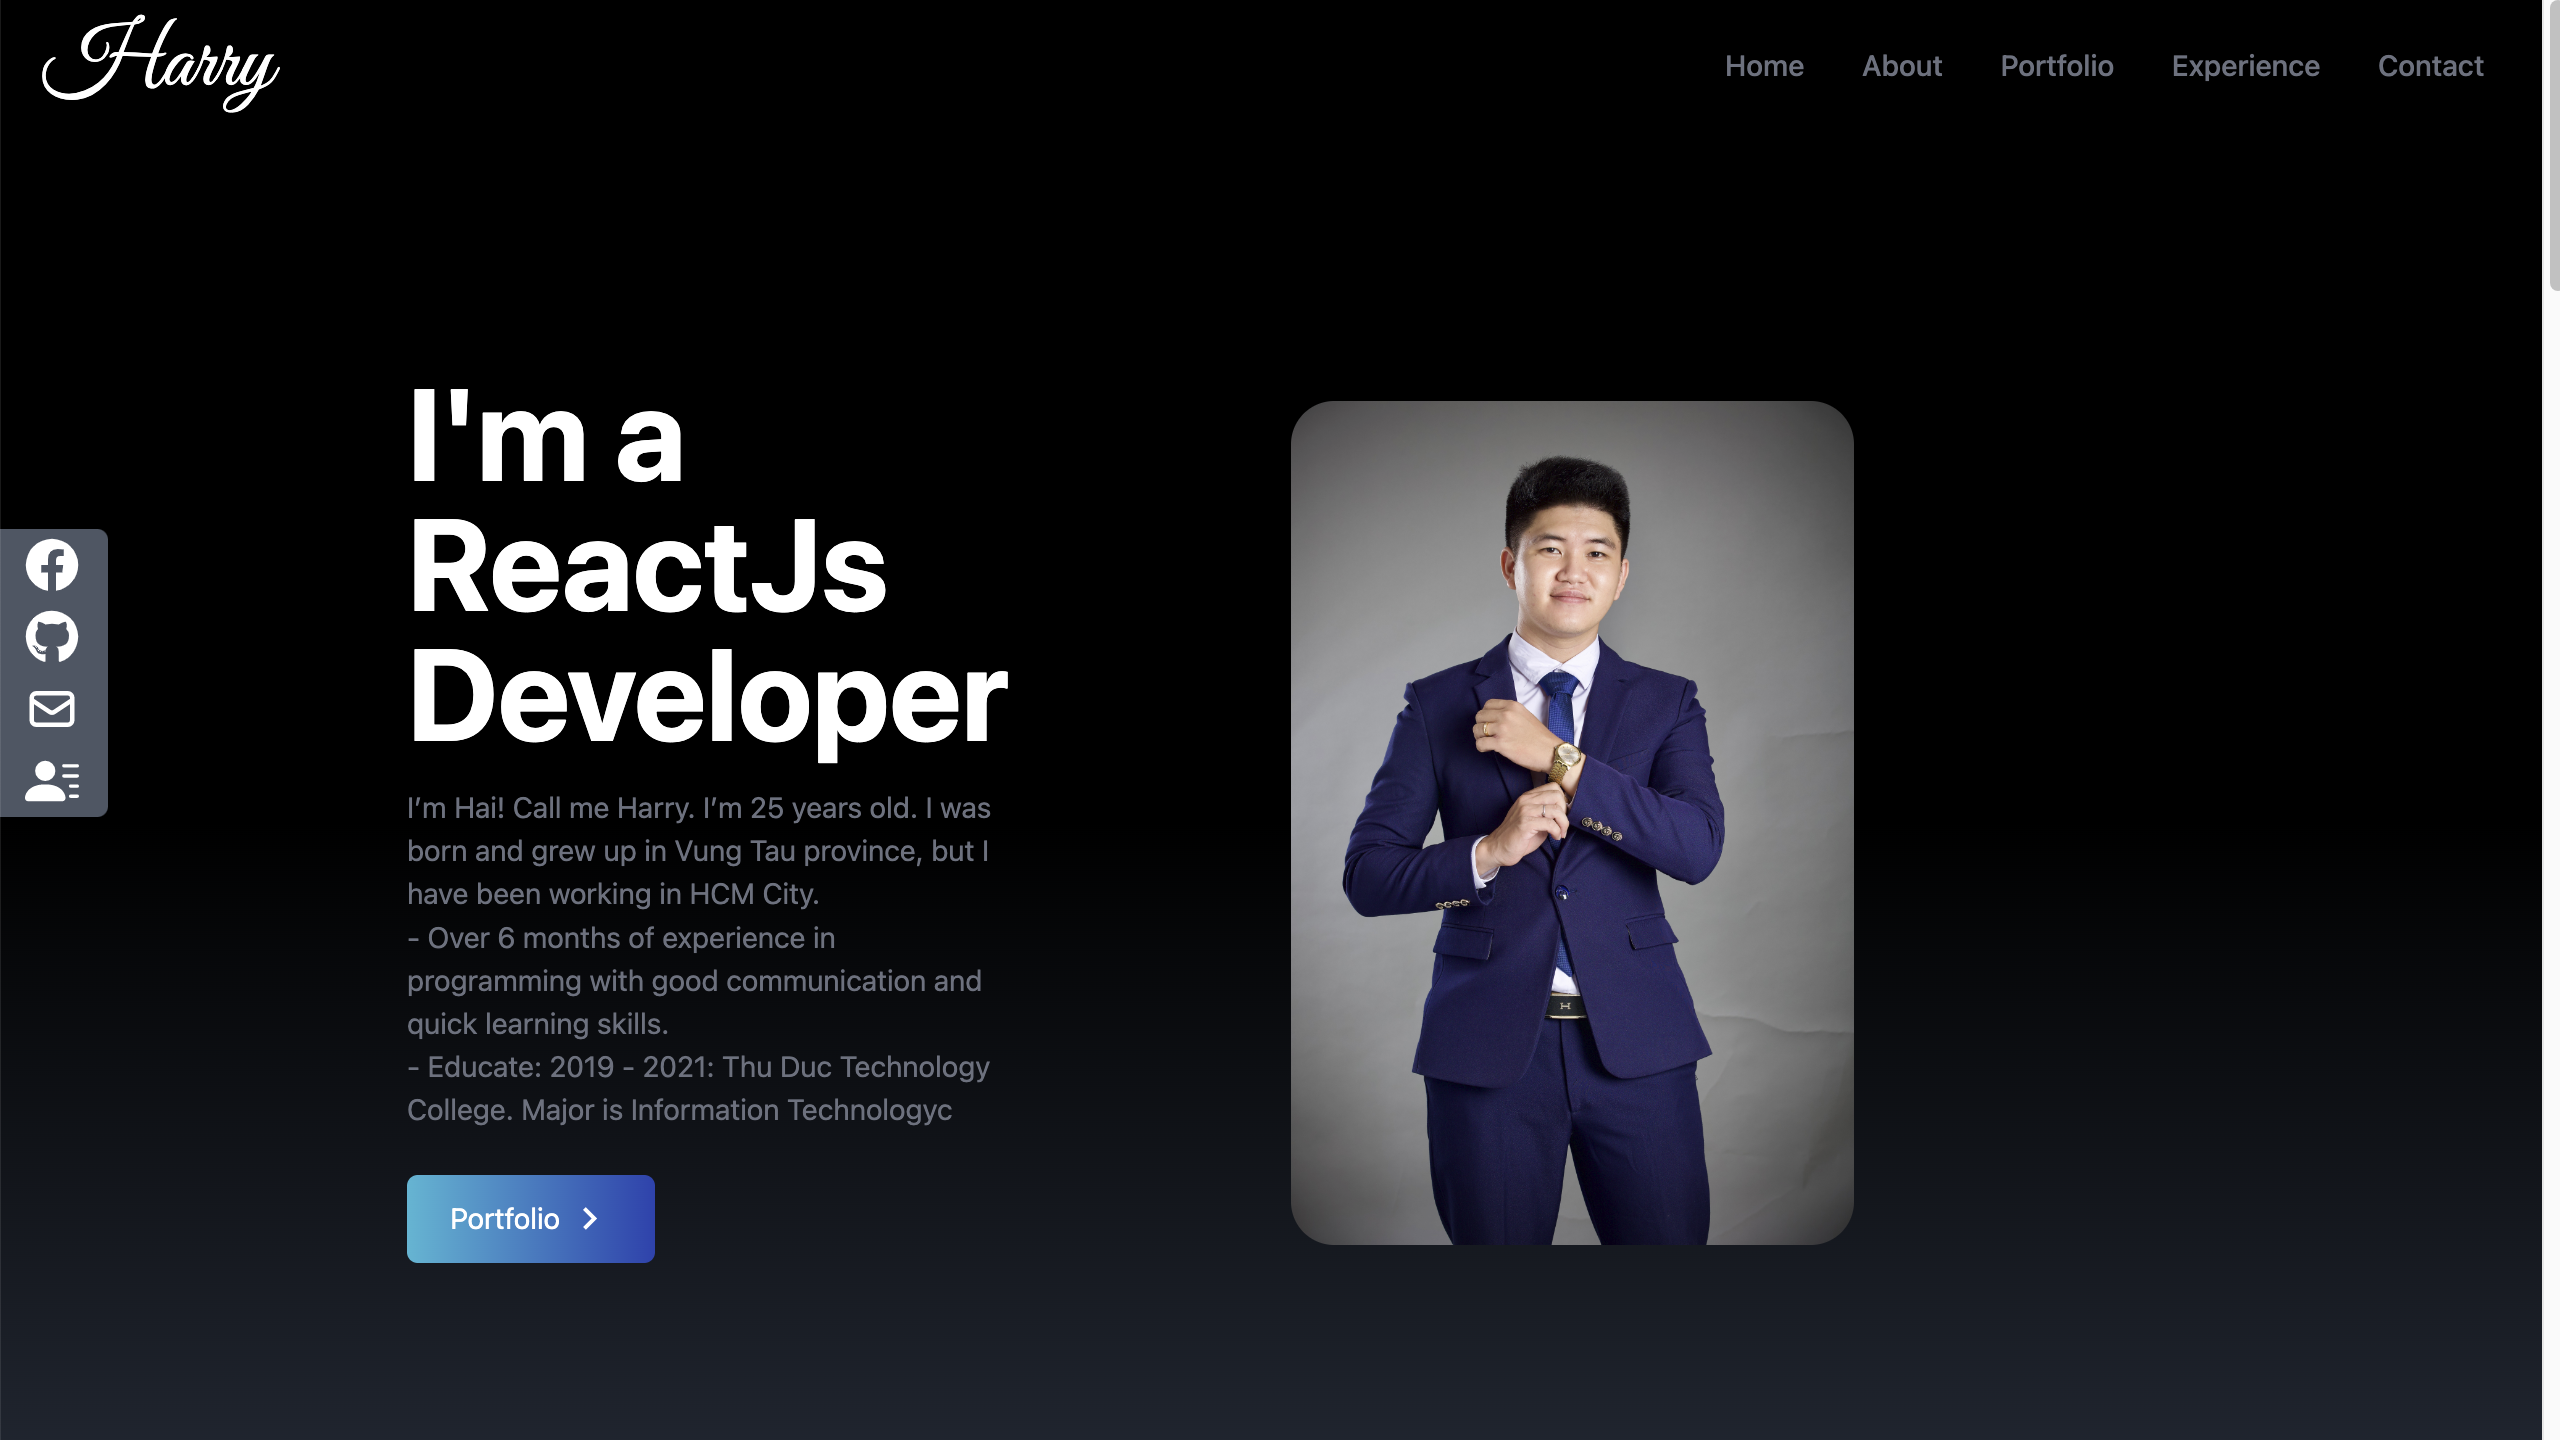 Harry
Home About Portfolio Experience Contact
I'm a
ReactJs
Developer
I’m Hai! Call me Harry. I’m 25 years old. I was
born and grew up in Vung Tau province, but I
have been working in HCM City.
- Over 6 months of experience in
programming with good communication and
quick learning skills.
- Educate: 2019 - 2021: Thu Duc Technology
College. Major is Information Technologyc
Portfolio